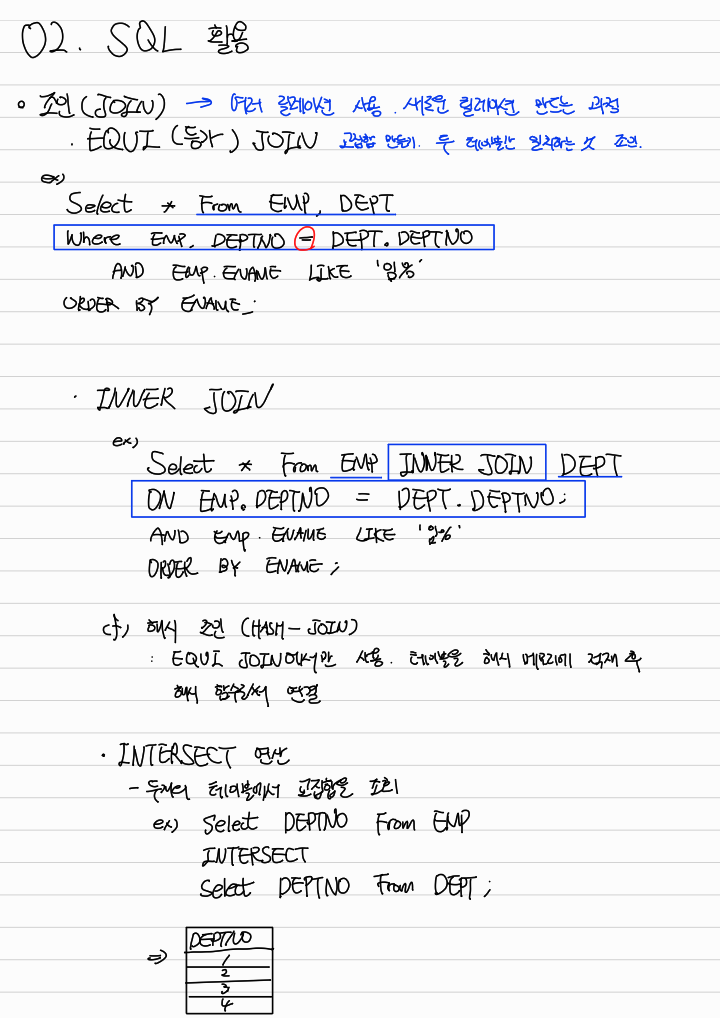 02. SQL 활용
조인 (JOIN) → 여러 릴레이션 사용. 새로운 릴레이션 만드는 과정
· EQUI (등가) JOIN 교집합 만들기. 두 테이블간 일치하는 것 조인.
ex)
Select * From EMP, DEPT
Where EMP. DEPTNO = DEPT. DEPTNO
AND EMP. ENAME LIKE '임%'
ORDER BY ENAME_;
· INNER JOIN
ex)
Select * From EMP INNER JOIN DEPT
ON EMP. DEPTNO = DEPT. DEPTNO;
AND EMP. ENAME LIKE '임%'
ORDER BY ENAME ;
cf) 해시 조인 (HASH-JOIN)
: EQUI JOIN에서만 사용. 테이블을 해시 메모리에 적재 후
해시 함수로서 연결
· INTERSECT 연산
- 두개의 테이블에서 교집합을 조회
ex) Select DEPTNO From EMP
INTERSECT
Select DEPTNO From DEPT ;
⇒ DEPTNO
1
2
3
4